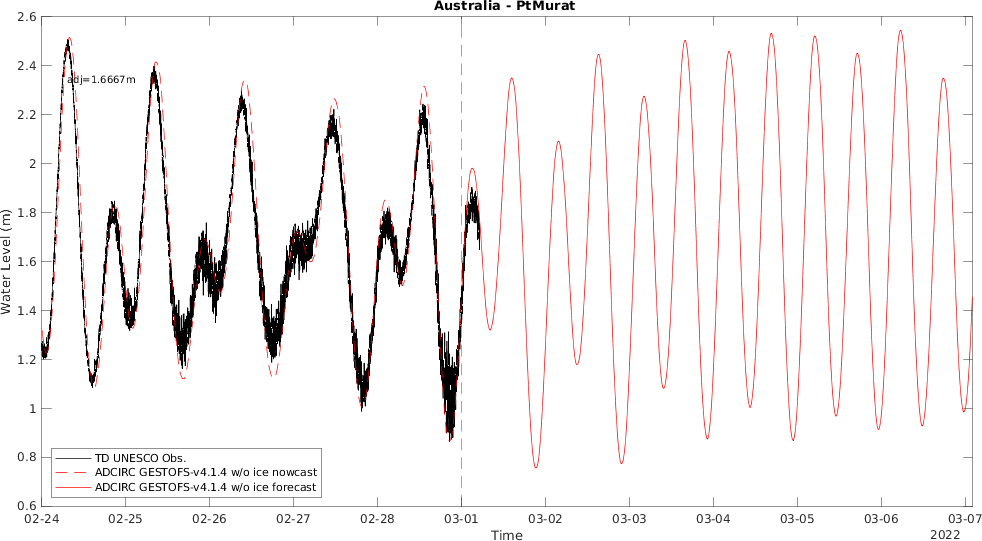 Australia - PtMurat
2.6
2.4
2.2
2
1.8
1.6
1.4
1.2
1
0.8
0.6
Water Level (m)
adj=1.6667m
TD UNESCO Obs.
ADCIRC GESTOFS-v4.1.4 w/o ice nowcast
ADCIRC GESTOFS-v4.1.4 w/o ice forecast
02-24 02-25 02-26 02-27 02-28 03-01 03-02 03-03 03-04 03-05 03-06 03-07
Time
2022